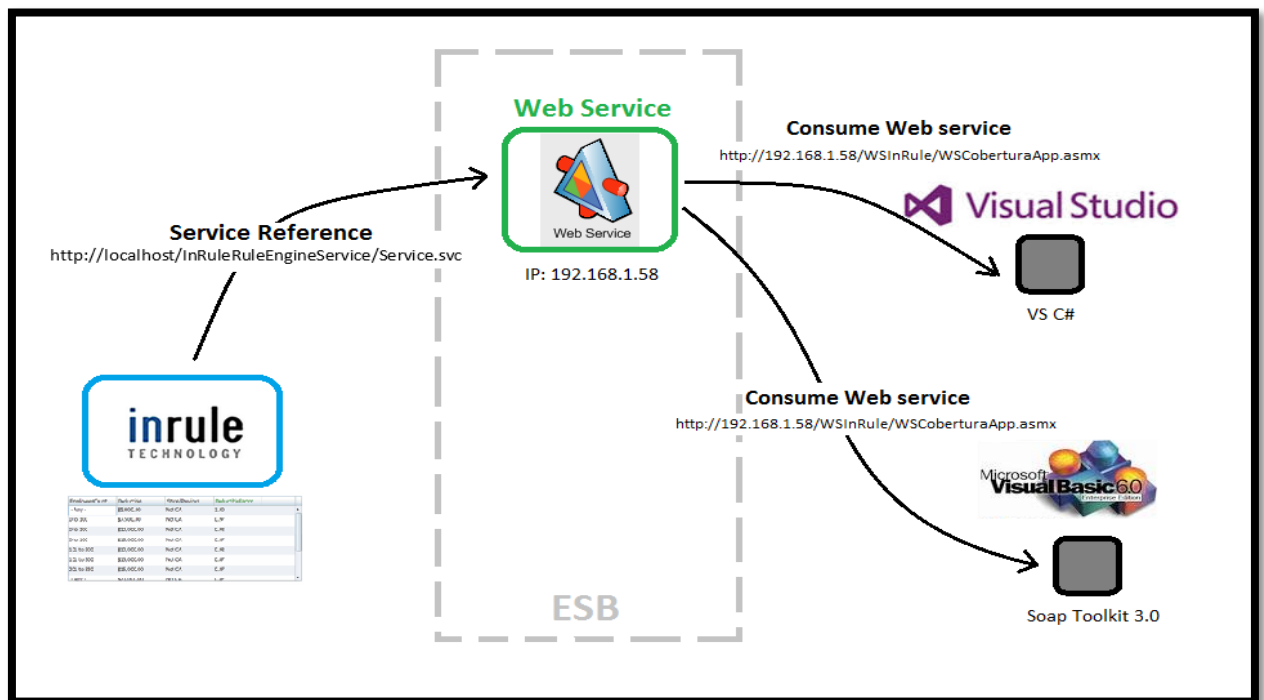 Web Service
Web Service
IP: 192.168.1.58
Consume Web service
http://192.168.1.58/WSInRule/WSCoberturaApp.asmx
Visual Studio
VS C#
Service Reference
http://localhost/InRuleRuleEngineService/Service.svc
inrule
TECHNOLOGY
Consume Web service
http://192.168.1.58/WSInRule/WSCoberturaApp.asmx
Microsoft
Visual Basic 6.0
Enterprise Edition
Soap Toolkit 3.0
ESB